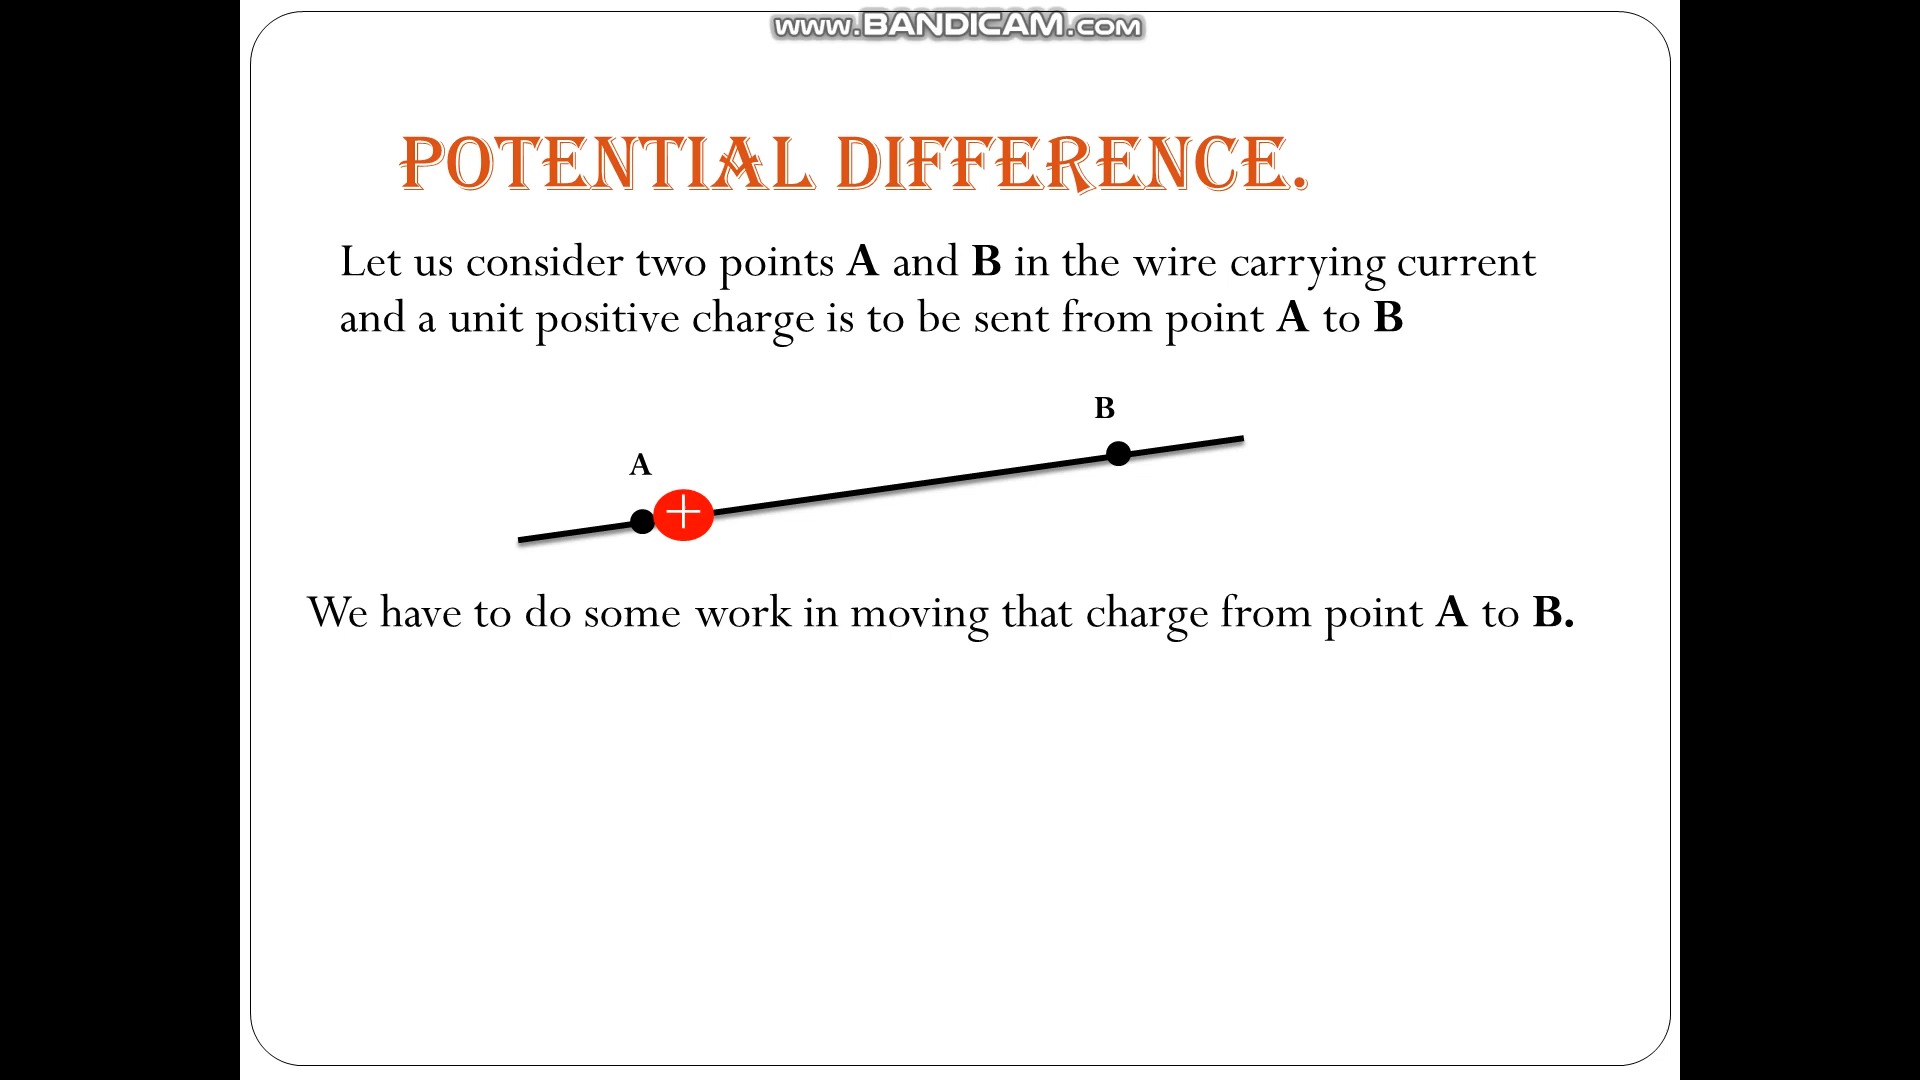 www.BANDICAM.com
POTENTIAL DIFFERENCE.
Let us consider two points A and B in the wire carrying current
and a unit positive charge is to be sent from point A to B
B
A
+
We have to do some work in moving that charge from point A to B.